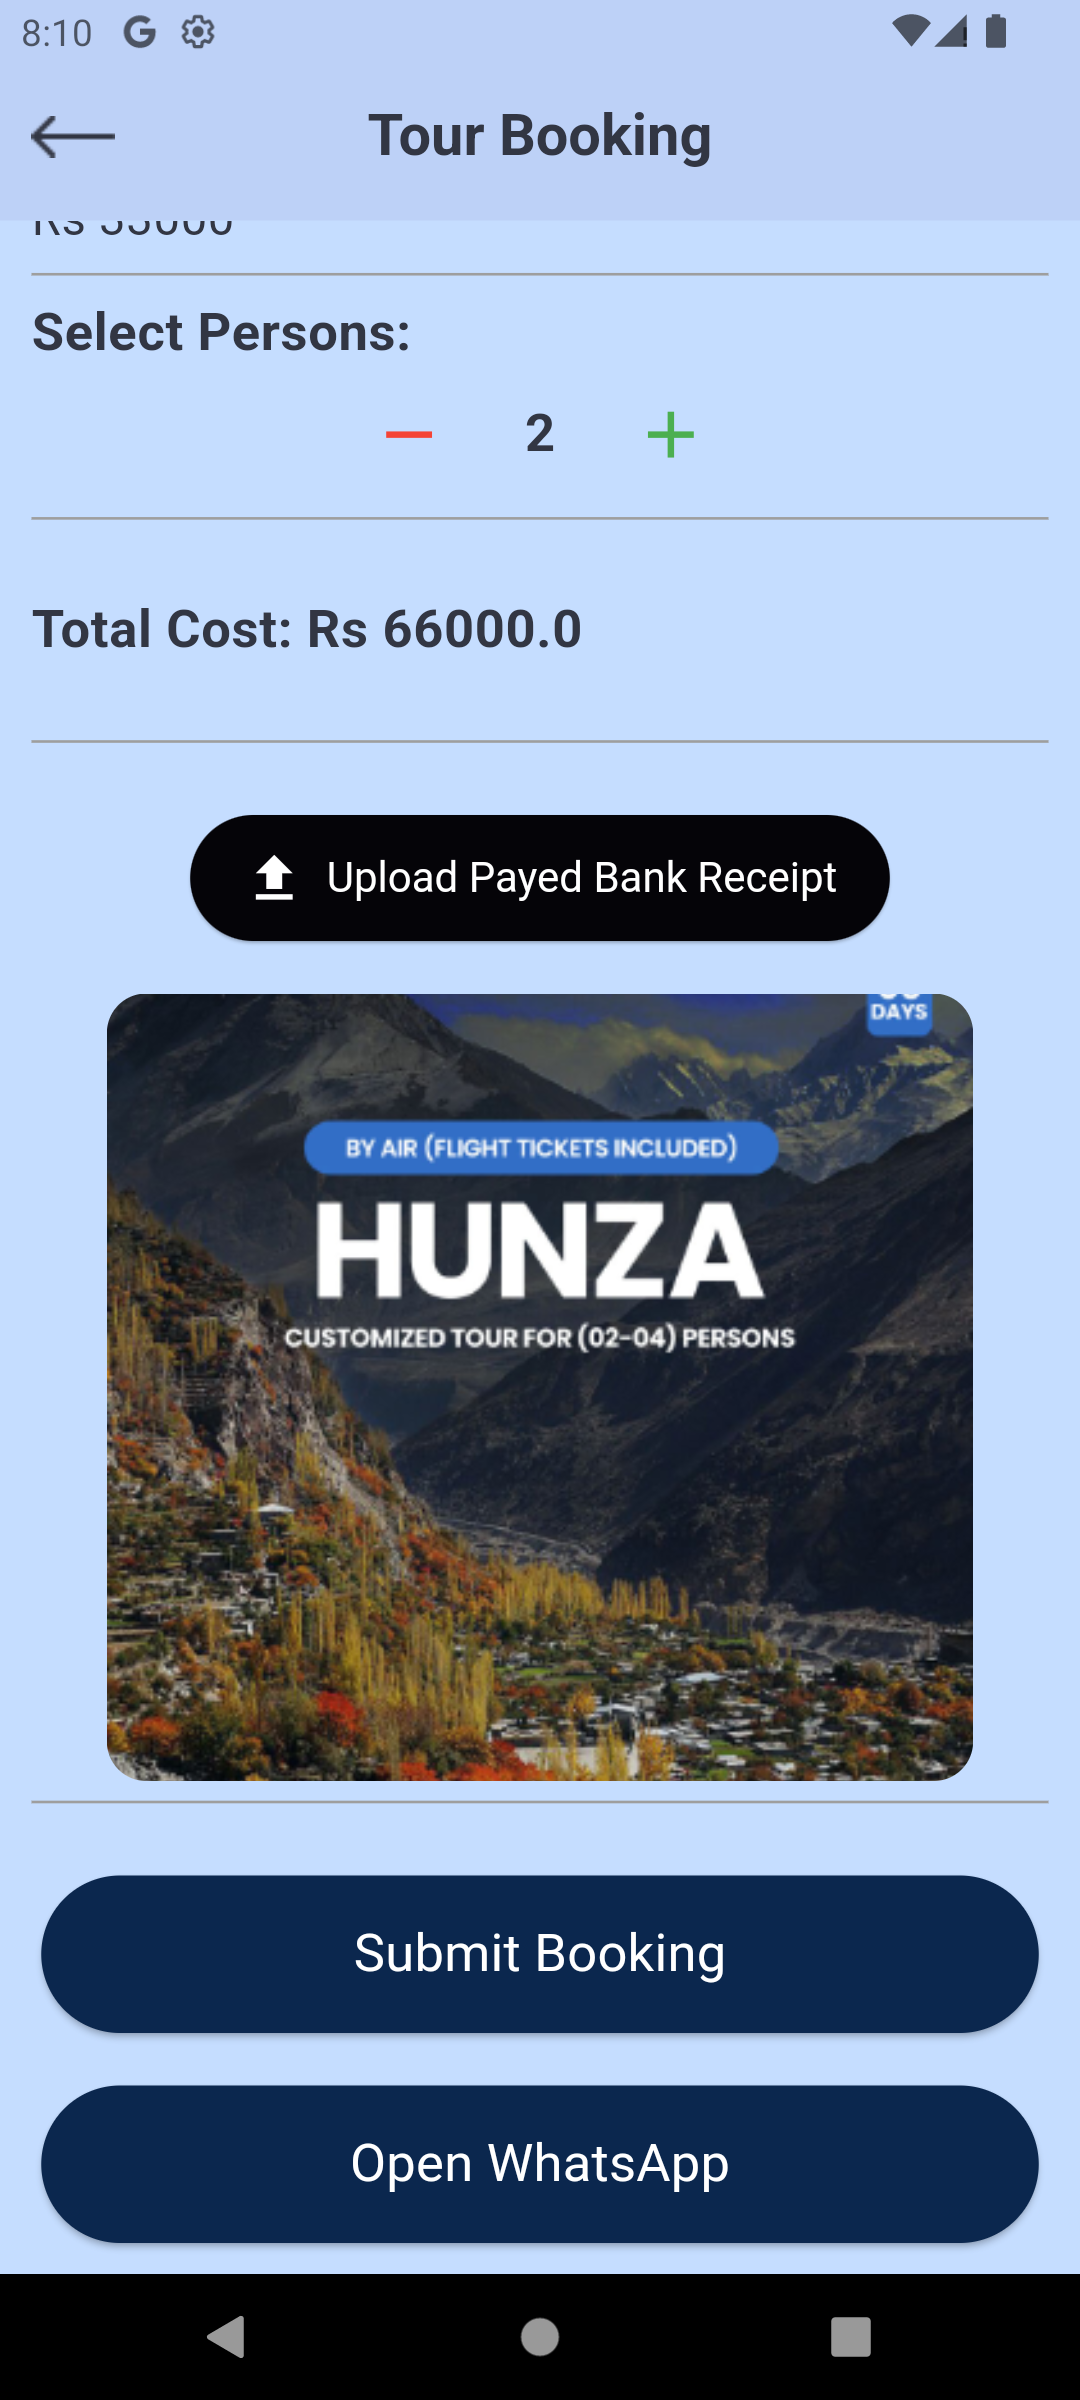 8:10
Tour Booking
Rs 33000
Select Persons:
2
Total Cost: Rs 66000.0
Upload Payed Bank Receipt
DAYS
BY AIR (FLIGHT TICKETS INCLUDED)
HUNZA
CUSTOMIZED TOUR FOR (02-04) PERSONS
Submit Booking
Open WhatsApp